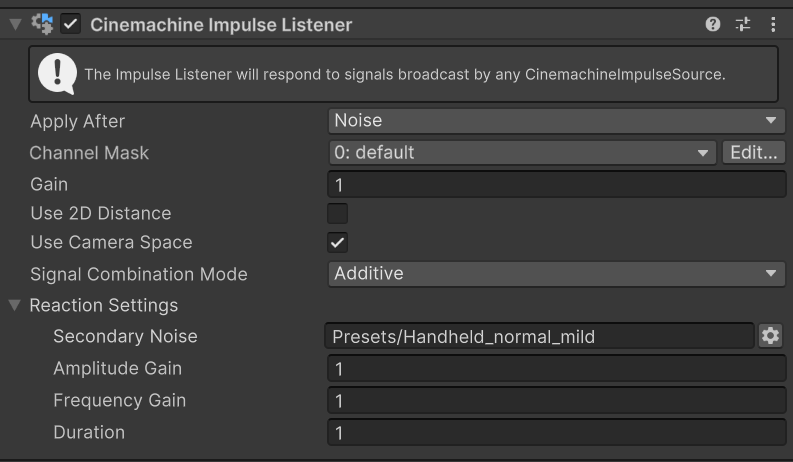 Cinemachine Impulse Listener
The Impulse Listener will respond to signals broadcast by any CinemachineImpulseSource.
Apply After Noise
Channel Mask 0: default Edit...
Gain 1
Use 2D Distance
Use Camera Space
Signal Combination Mode Additive
Reaction Settings
Secondary Noise Presets/Handheld_normal_mild
Amplitude Gain 1
Frequency Gain 1
Duration 1